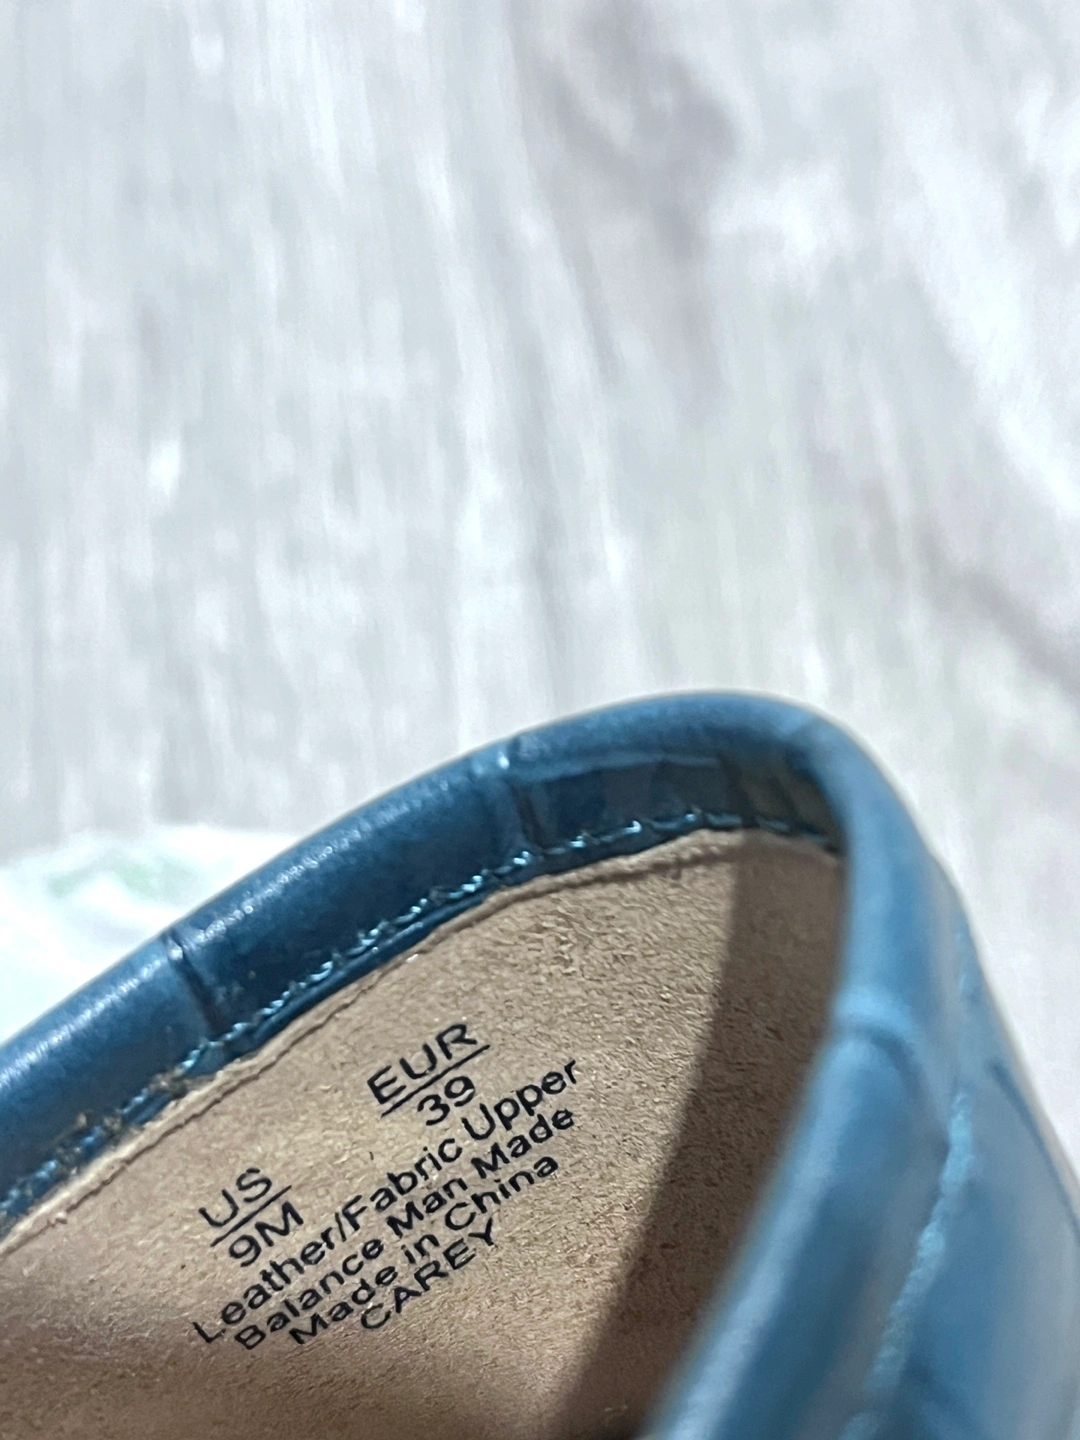 US EUR
9M 39
Leather/Fabric Upper
Balance Man Made
Made in China
CAREY